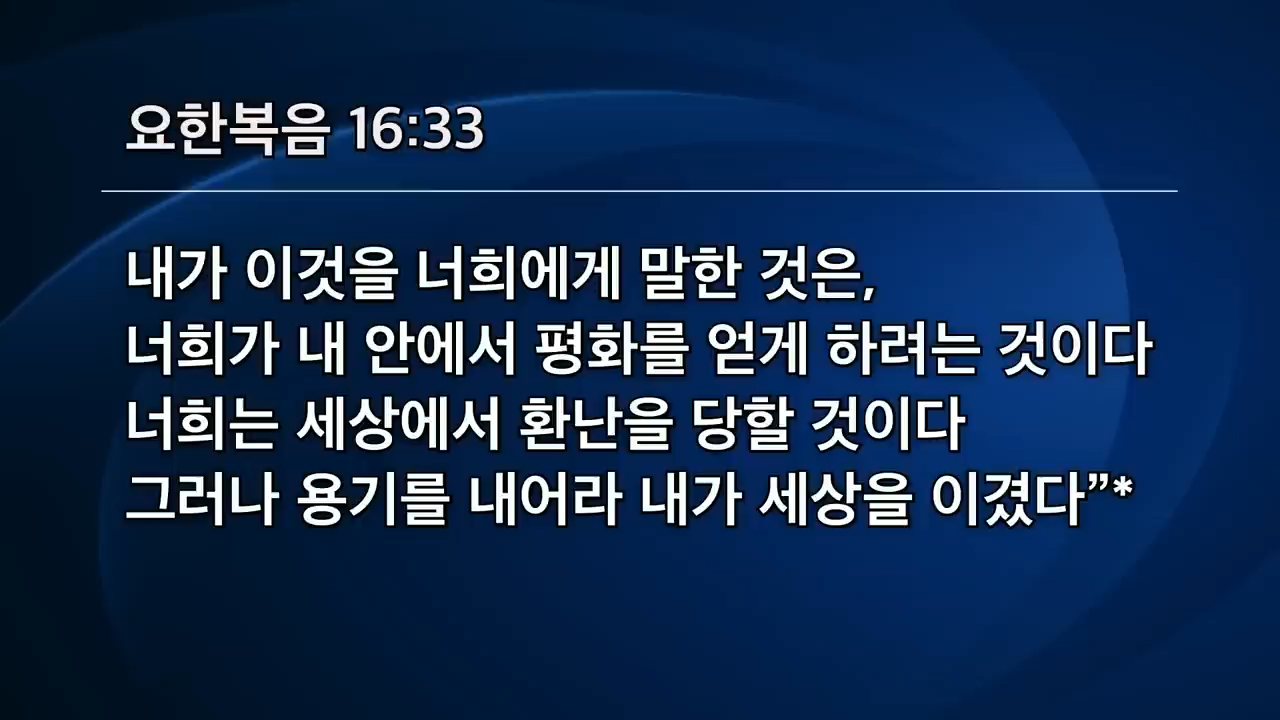 요한복음 16:33
내가 이것을 너희에게 말한 것은,
너희가 내 안에서 평화를 얻게 하려는 것이다
너희는 세상에서 환난을 당할 것이다
그러나 용기를 내어라 내가 세상을 이겼다”*